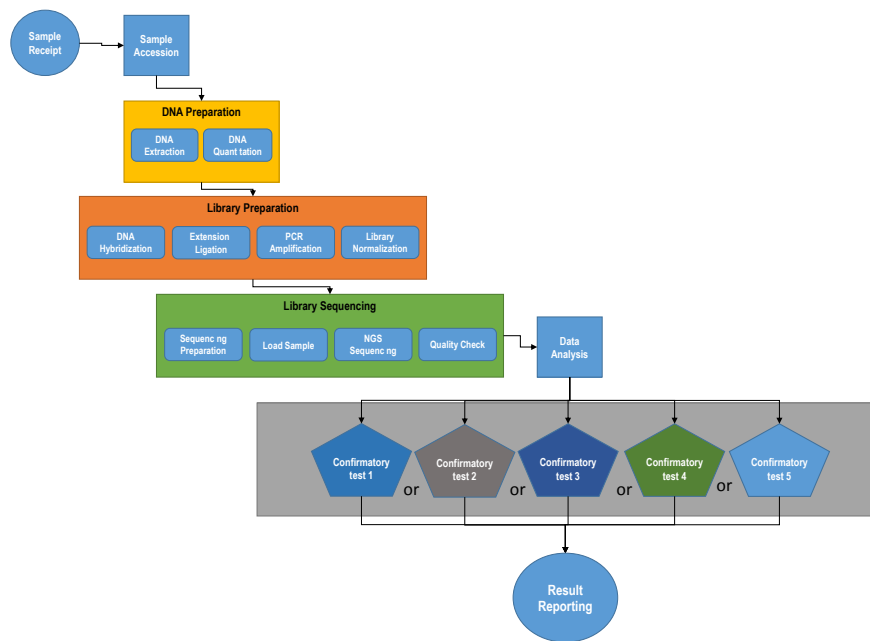 Sample
Receipt
Sample
Accession
DNA Preparation
DNA
Extraction
DNA
Quant tation
Library Preparation
DNA
Hybridization
Extension
Ligation
PCR
Amplification
Library
Normalization
Library Sequencing
Sequenc ng
Preparation
Load Sample
NGS
Sequenc ng
Quality Check
Data
Analysis
Confirmatory
test 1
or
Confirmatory
test 2
or
Confirmatory
test 3
or
Confirmatory
test 4
or
Confirmatory
test 5
Result
Reporting